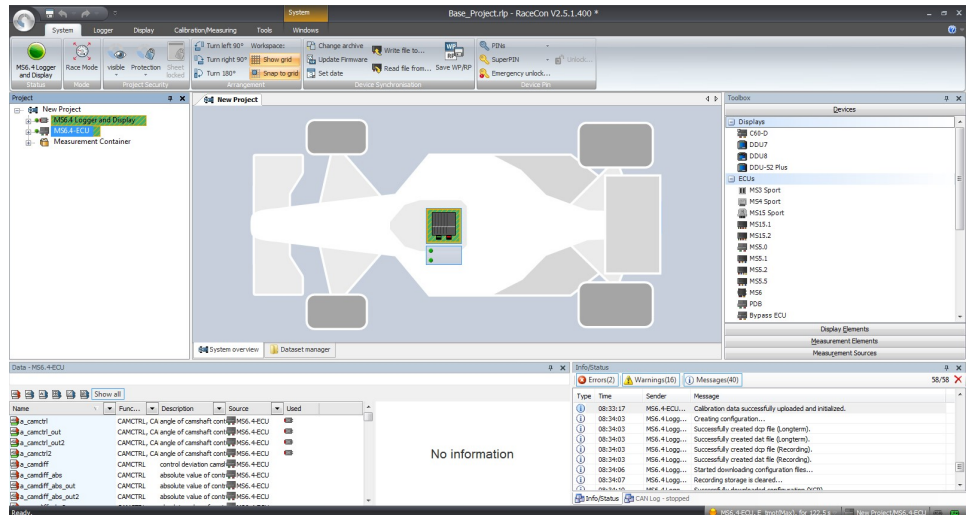 System
Base_Project.rlp - RaceCon V2.5.1.400 *
System Logger Display Calibration/Measuring Tools Windows
MS6.4 Logger and Display
Race Mode
visible
Protection
Sheet locked
Turn left 90°
Turn right 90°
Turn 180°
Workspace:
Show grid
Snap to grid
Change archive
Update Firmware
Set date
Write file to...
Read file from...
Save WP/RP
PINs
SuperPIN
Emergency unlock...
Unlock...
Status Mode Project Security Arrangement Device Synchronisation Device Pin
Project
New Project
MS6.4 Logger and Display
MS6.4-ECU
Measurement Container
New Project
System overview
Dataset manager
Toolbox
Devices
Displays
C60-D
DDU7
DDU8
DDU-S2 Plus
ECUs
MS3 Sport
MS4 Sport
MS15 Sport
MS15.1
MS15.2
MS5.0
MS5.1
MS5.2
MS5.5
MS6
PDB
Bypass ECU
Display Elements
Measurement Elements
Measurement Sources
Data - MS6.4-ECU
Show all
Name Func... Description Source Used
a_camctrl CAMCTRL, CA angle of camshaft contr MS6.4-ECU
a_camctrl_out CAMCTRL, CA angle of camshaft contr MS6.4-ECU
a_camctrl_out2 CAMCTRL, CA angle of camshaft contr MS6.4-ECU
a_camctrl2 CAMCTRL, CA angle of camshaft contr MS6.4-ECU
a_camdiff CAMCTRL control deviation camsh MS6.4-ECU
a_camdiff_abs CAMCTRL absolute value of contr MS6.4-ECU
a_camdiff_abs_out CAMCTRL absolute value of contr MS6.4-ECU
a_camdiff_abs_out2 CAMCTRL absolute value of contr MS6.4-ECU
No information
Info/Status
Errors(2) Warnings(16) Messages(40) 58/58
Type Time Sender Message
08:33:17 MS6.4-ECU... Calibration data successfully uploaded and initialized.
08:34:03 MS6.4 Logg... Creating configuration...
08:34:03 MS6.4 Logg... Successfully created dcp file (Longterm).
08:34:03 MS6.4 Logg... Successfully created dat file (Longterm).
08:34:03 MS6.4 Logg... Successfully created dcp file (Recording).
08:34:03 MS6.4 Logg... Successfully created dat file (Recording).
08:34:06 MS6.4 Logg... Started downloading configuration files...
08:34:07 MS6.4 Logg... Recording storage is cleared...
Info/Status
CAN Log - stopped
Ready.
MS6.4-ECU, E_tmot(Max), for 122.5 s
New Project/MS6.4-ECU